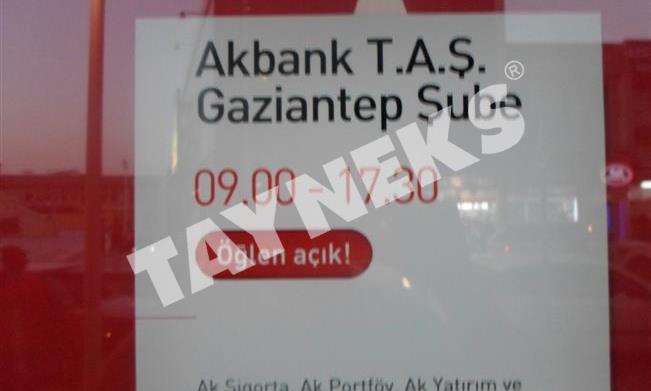 Akbank T.A.Ş.
Gaziantep Şube
09.00 - 17.30
Öğlen açık!
TAYNEKS®
Ak Sigorta, Ak Portföy, Ak Yatırım ve